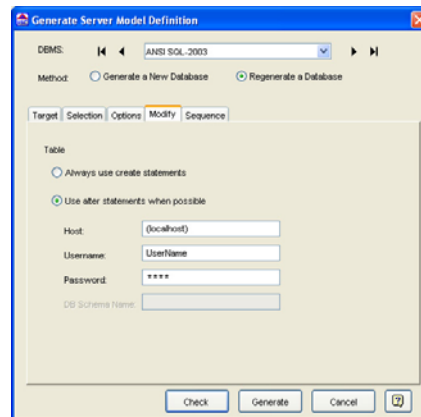 Generate Server Model Definition
DBMS: ANSI SQL-2003
Method: Generate a New Database Regenerate a Database
Target Selection Options Modify Sequence
Table
Always use create statements
Use alter statements when possible
Host: (localhost)
Username: UserName
Password: ****
DB Schema Name:
Check Generate Cancel ?